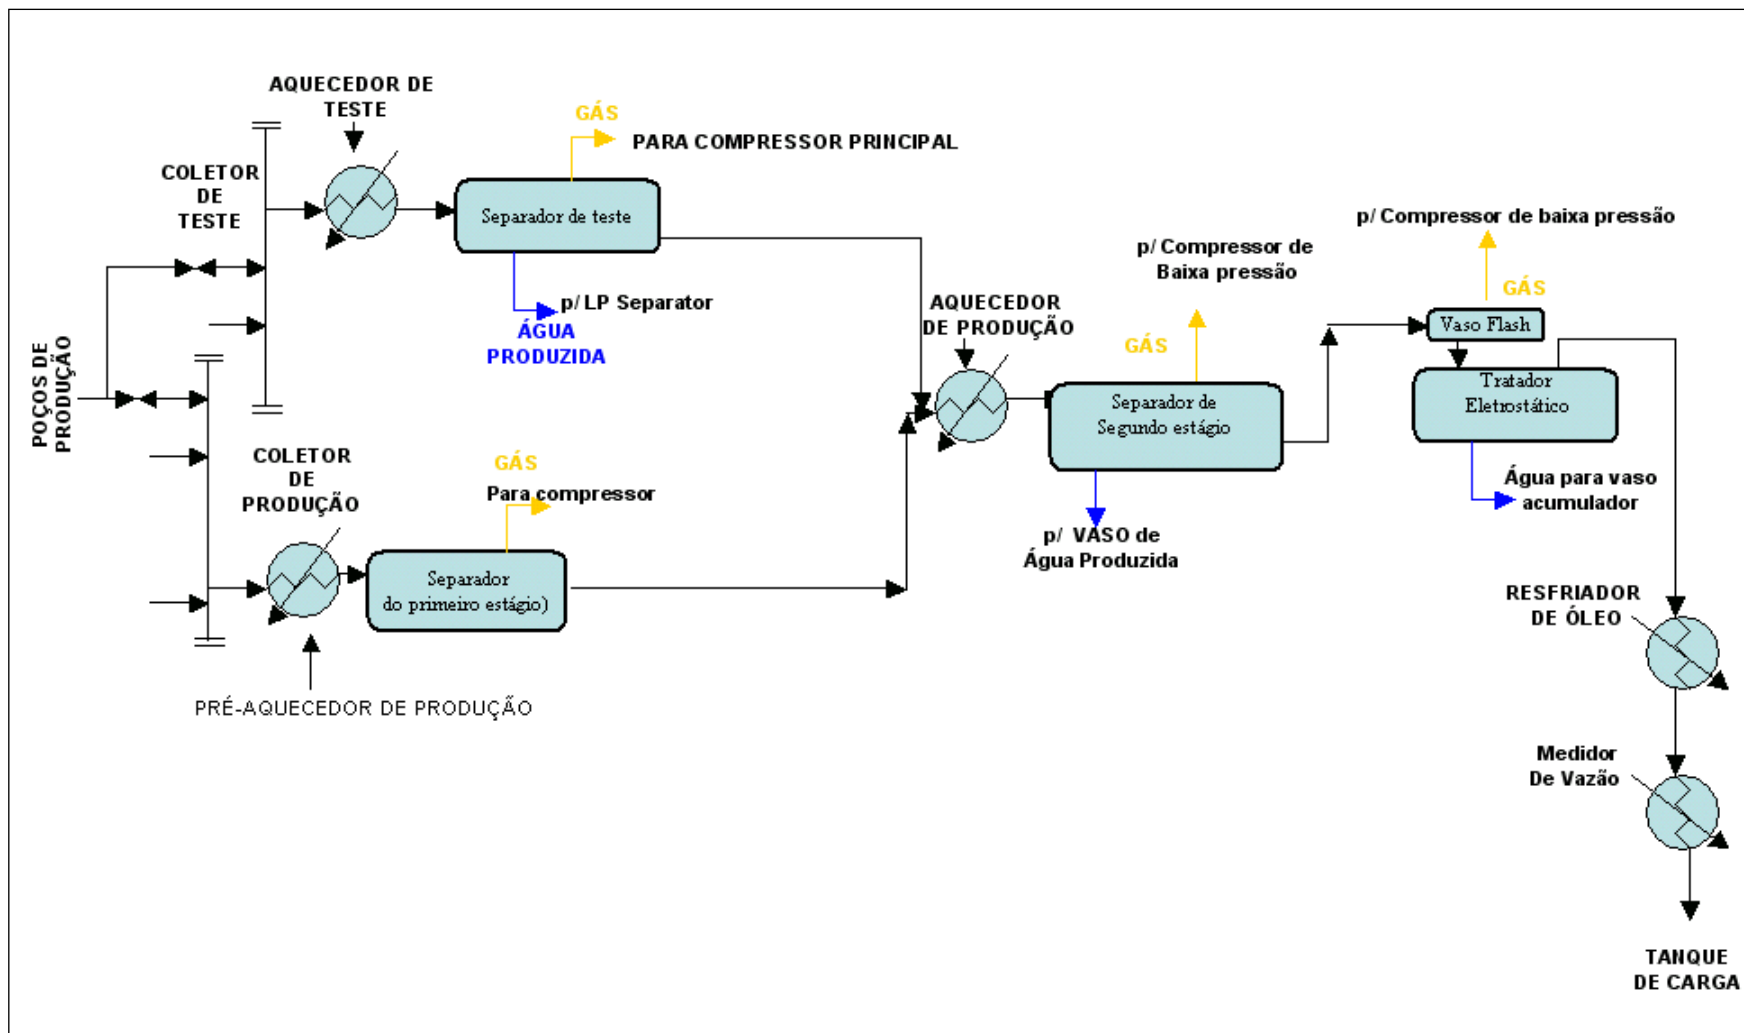 AQUECEDOR DE
TESTE
GÁS
PARA COMPRESSOR PRINCIPAL
COLETOR
DE
TESTE
Separador de teste
p/ LP Separator
ÁGUA
PRODUZIDA
POÇOS DE
PRODUÇÃO
COLETOR
DE
PRODUÇÃO
GÁS
Para compressor
Separador
do primeiro estágio)
PRÉ-AQUECEDOR DE PRODUÇÃO
AQUECEDOR
DE PRODUÇÃO
p/ Compressor de
Baixa pressão
GÁS
Separador de
Segundo estágio
p/ VASO de
Água Produzida
p/ Compressor de baixa pressão
GÁS
Vaso Flash
Tratador
Eletrostático
Água para vaso
acumulador
RESFRIADOR
DE ÓLEO
Medidor
De Vazão
TANQUE
DE CARGA